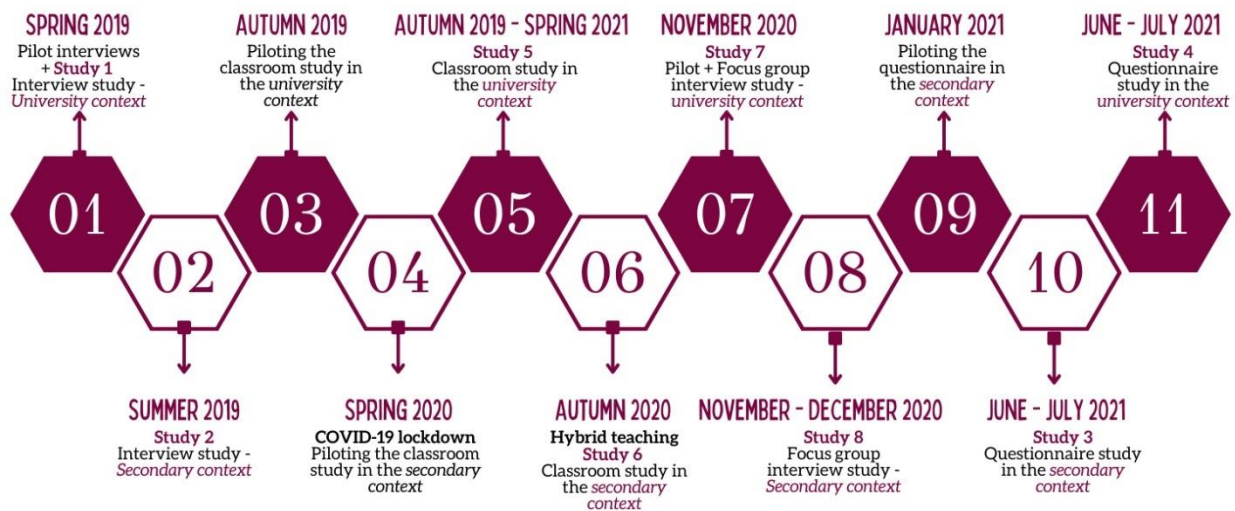 SPRING 2019
Pilot interviews
+ Study 1
Interview study -
University context
AUTUMN 2019
Piloting the
classroom study in
the university
context
AUTUMN 2019 - SPRING 2021
Study 5
Classroom study in
the university
context
NOVEMBER 2020
Study 7
Pilot + Focus group
interview study -
university context
JANUARY 2021
Piloting the
questionnaire in
the secondary
context
JUNE - JULY 2021
Study 4
Questionnaire
study in the
university context
01
02
03
04
05
06
07
08
09
10
11
SUMMER 2019
Study 2
Interview study -
Secondary context
SPRING 2020
COVID-19 lockdown
Piloting the classroom
study in the secondary
context
AUTUMN 2020
Hybrid teaching
Study 6
Classroom study in
the secondary
context
NOVEMBER - DECEMBER 2020
Study 8
Focus group
interview study -
Secondary context
JUNE - JULY 2021
Study 3
Questionnaire study
in the secondary
context